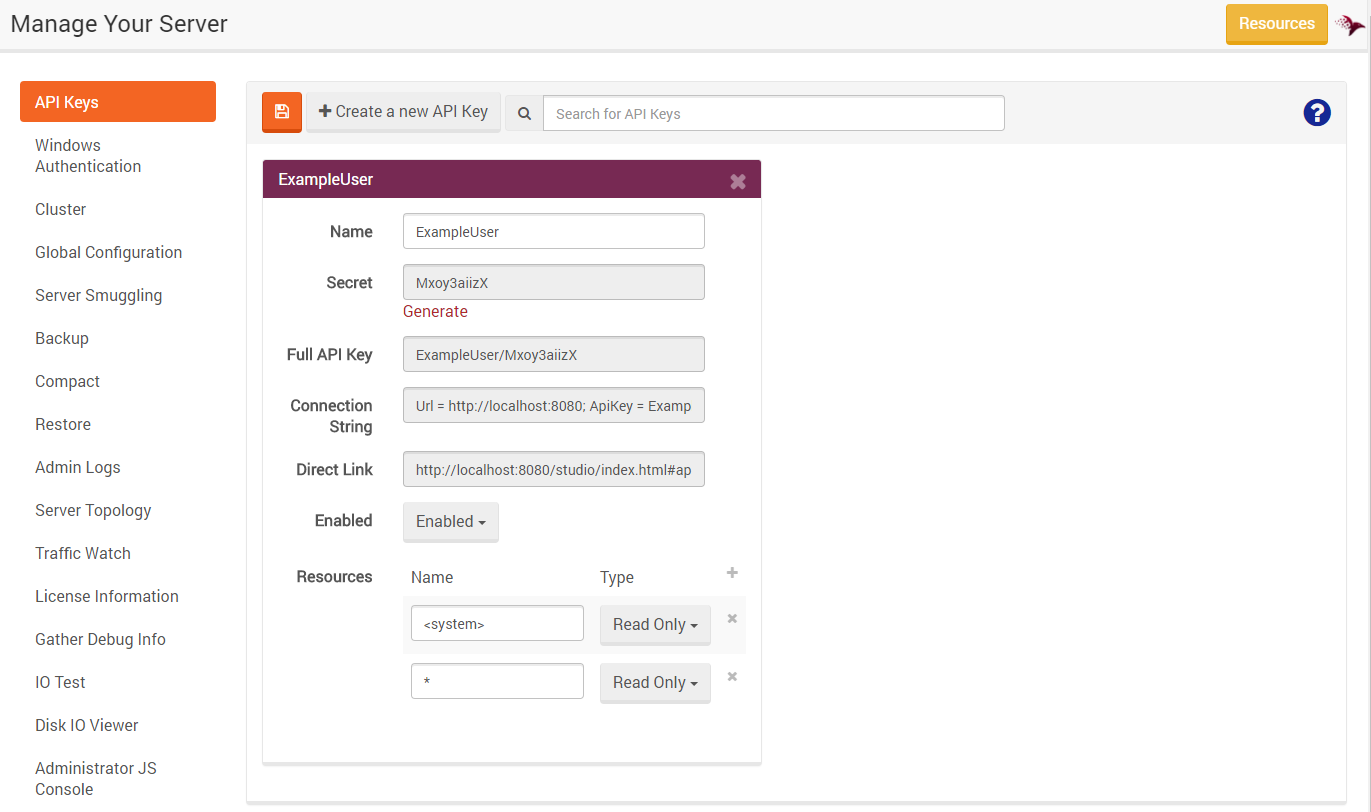 Manage Your Server
Resources
API Keys
Windows
Authentication
Cluster
Global Configuration
Server Smuggling
Backup
Compact
Restore
Admin Logs
Server Topology
Traffic Watch
License Information
Gather Debug Info
IO Test
Disk IO Viewer
Administrator JS
Console
Create a new API Key
Search for API Keys
?
ExampleUser
Name
ExampleUser
Secret
Mxoy3aiizX
Generate
Full API Key
ExampleUser/Mxoy3aiizX
Connection
String
Url = http://localhost:8080; ApiKey = Examp
Direct Link
http://localhost:8080/studio/index.html#ap
Enabled
Enabled
Resources
Name Type
<system> Read Only
* Read Only